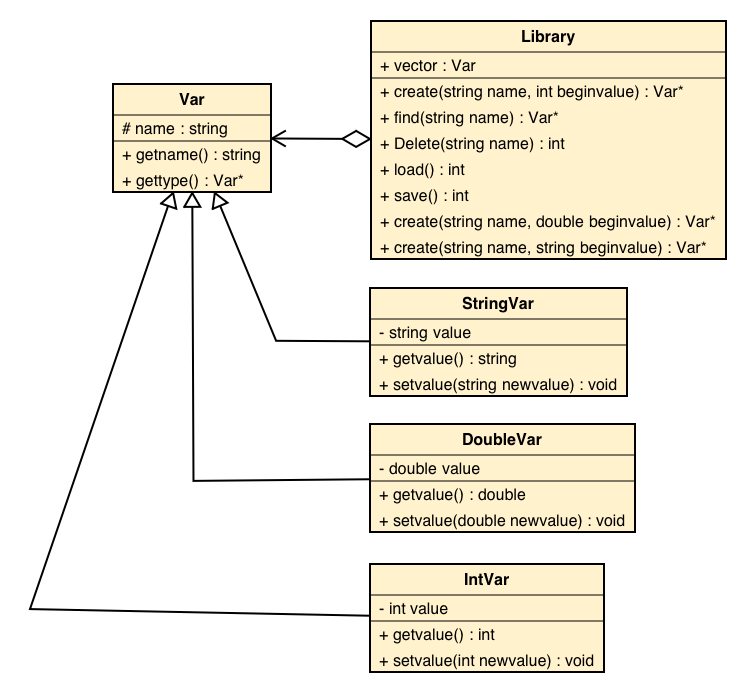 Library
+ vector : Var
+ create(string name, int beginvalue) : Var*
+ find(string name) : Var*
+ Delete(string name) : int
+ load() : int
+ save() : int
+ create(string name, double beginvalue) : Var*
+ create(string name, string beginvalue) : Var*
Var
# name : string
+ getname() : string
+ gettype() : Var*
StringVar
- string value
+ getvalue() : string
+ setvalue(string newvalue) : void
DoubleVar
- double value
+ getvalue() : double
+ setvalue(double newvalue) : void
IntVar
- int value
+ getvalue() : int
+ setvalue(int newvalue) : void